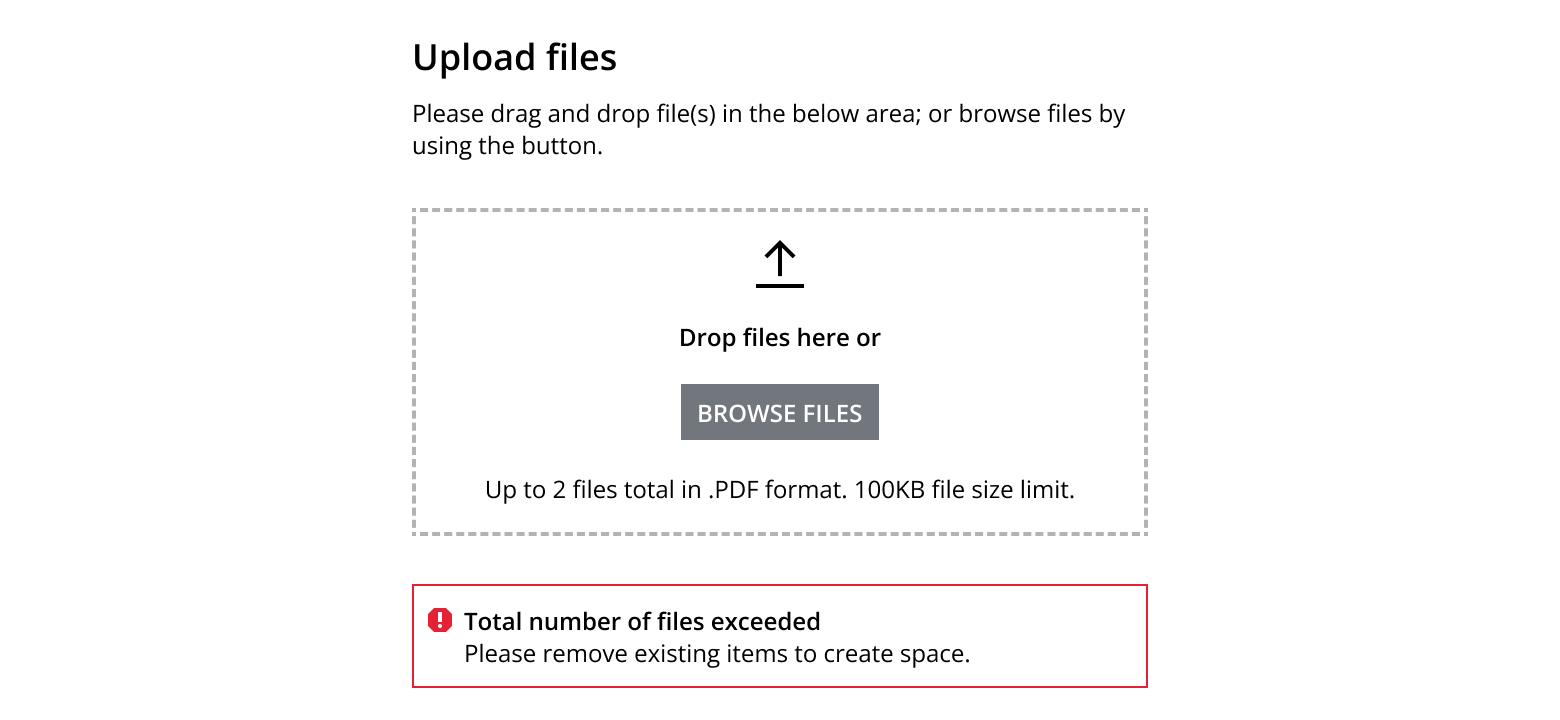 Upload files
Please drag and drop file(s) in the below area; or browse files by
using the button.
Drop files here or
BROWSE FILES
Up to 2 files total in .PDF format. 100KB file size limit.
Total number of files exceeded
Please remove existing items to create space.